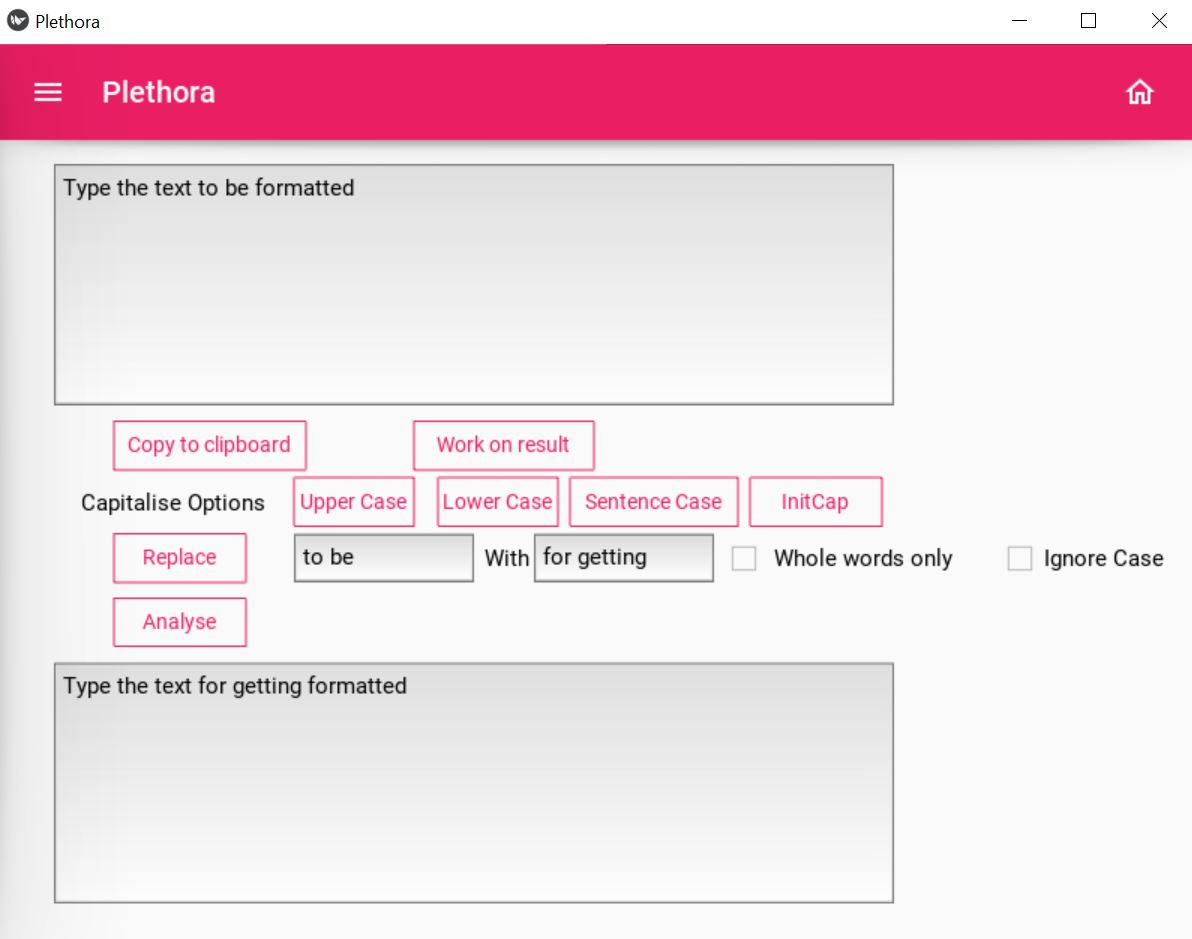 Plethora
Plethora
Type the text to be formatted
Copy to clipboard Work on result
Capitalise Options Upper Case Lower Case Sentence Case InitCap
Replace to be With for getting Whole words only Ignore Case
Analyse
Type the text for getting formatted